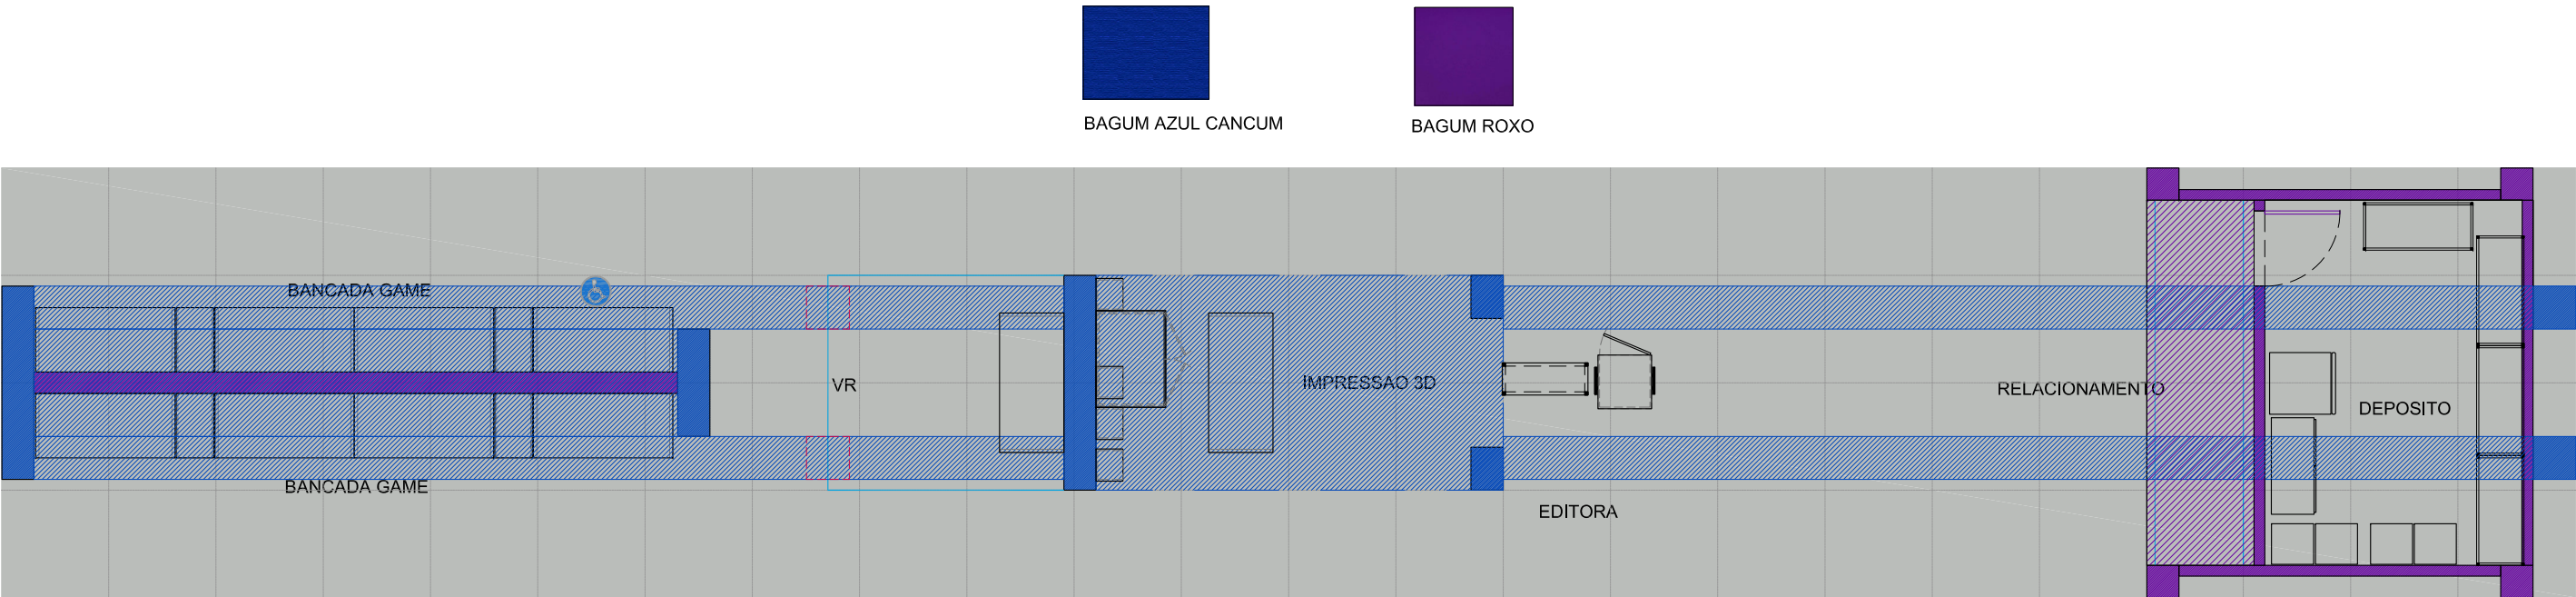 BAGUM AZUL CANCUM
BAGUM ROXO
BANCADA GAME
VR
IMPRESSAO 3D
RELACIONAMENTO
DEPOSITO
BANCADA GAME
EDITORA